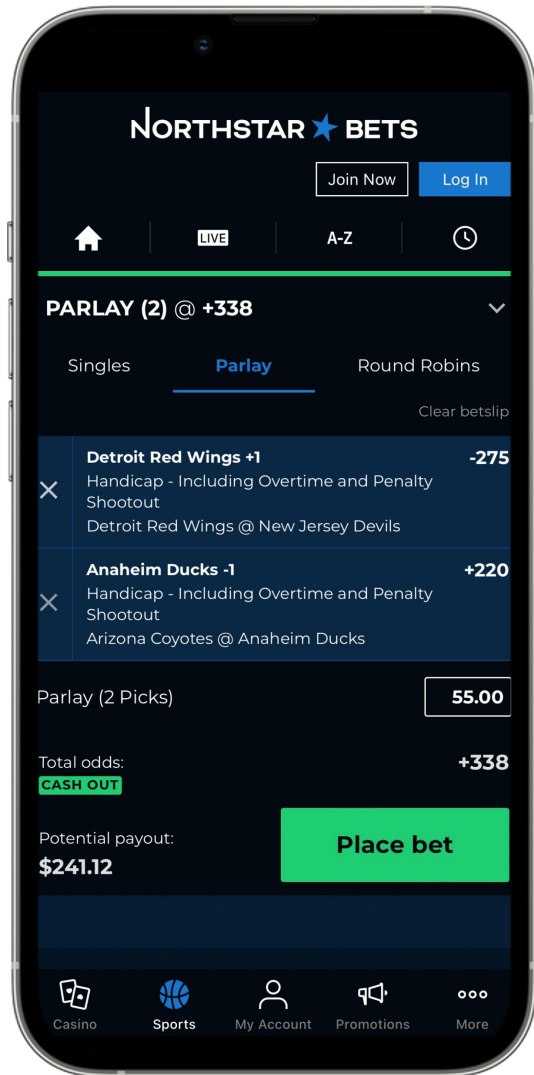 NORTHSTAR BETS
Join Now
Log In
LIVE
A-Z
PARLAY (2) @ +338
Singles
Parlay
Round Robins
Clear betslip
Detroit Red Wings +1
-275
Handicap - Including Overtime and Penalty
Shootout
Detroit Red Wings @ New Jersey Devils
Anaheim Ducks -1
+220
Handicap - Including Overtime and Penalty
Shootout
Arizona Coyotes @ Anaheim Ducks
Parlay (2 Picks)
55.00
Total odds:
+338
CASH OUT
Potential payout:
$241.12
Place bet
Casino
Sports
My Account
Promotions
More